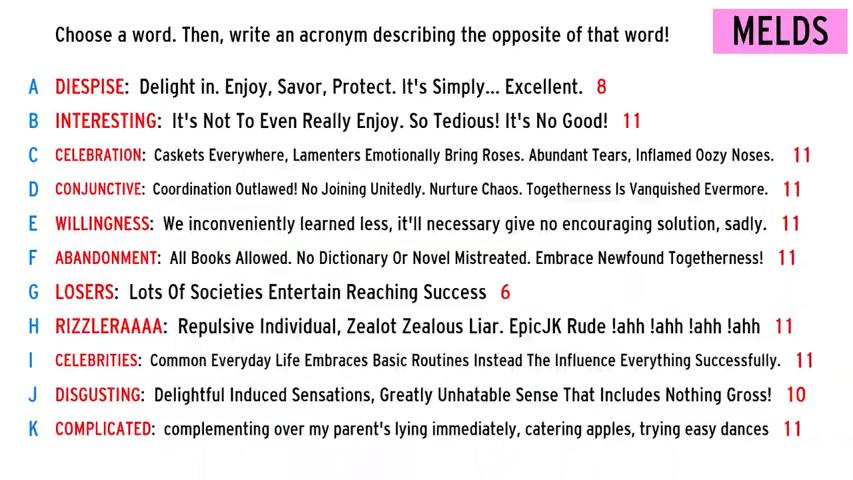 Choose a word. Then, write an acronym describing the opposite of that word! MELDS
A DIESPISE: Delight in. Enjoy, Savor, Protect. It's Simply... Excellent. 8
B INTERESTING: It's Not To Even Really Enjoy. So Tedious! It's No Good! 11
C CELEBRATION: Caskets Everywhere, Lamenters Emotionally Bring Roses. Abundant Tears, Inflamed Oozy Noses. 11
D CONJUNCTIVE: Coordination Outlawed! No Joining Unitedly. Nurture Chaos. Togetherness Is Vanquished Evermore. 11
E WILLINGNESS: We inconveniently learned less, it'll necessary give no encouraging solution, sadly. 11
F ABANDONMENT: All Books Allowed. No Dictionary Or Novel Mistreated. Embrace Newfound Togetherness! 11
G LOSERS: Lots Of Societies Entertain Reaching Success 6
H RIZZLERAAAA: Repulsive Individual, Zealot Zealous Liar. EpicJK Rude !ahh !ahh !ahh !ahh 11
I CELEBRITIES: Common Everyday Life Embraces Basic Routines Instead The Influence Everything Successfully. 11
J DISGUSTING: Delightful Induced Sensations, Greatly Unhatable Sense That Includes Nothing Gross! 10
K COMPLICATED: complementing over my parent's lying immediately, catering apples, trying easy dances 11